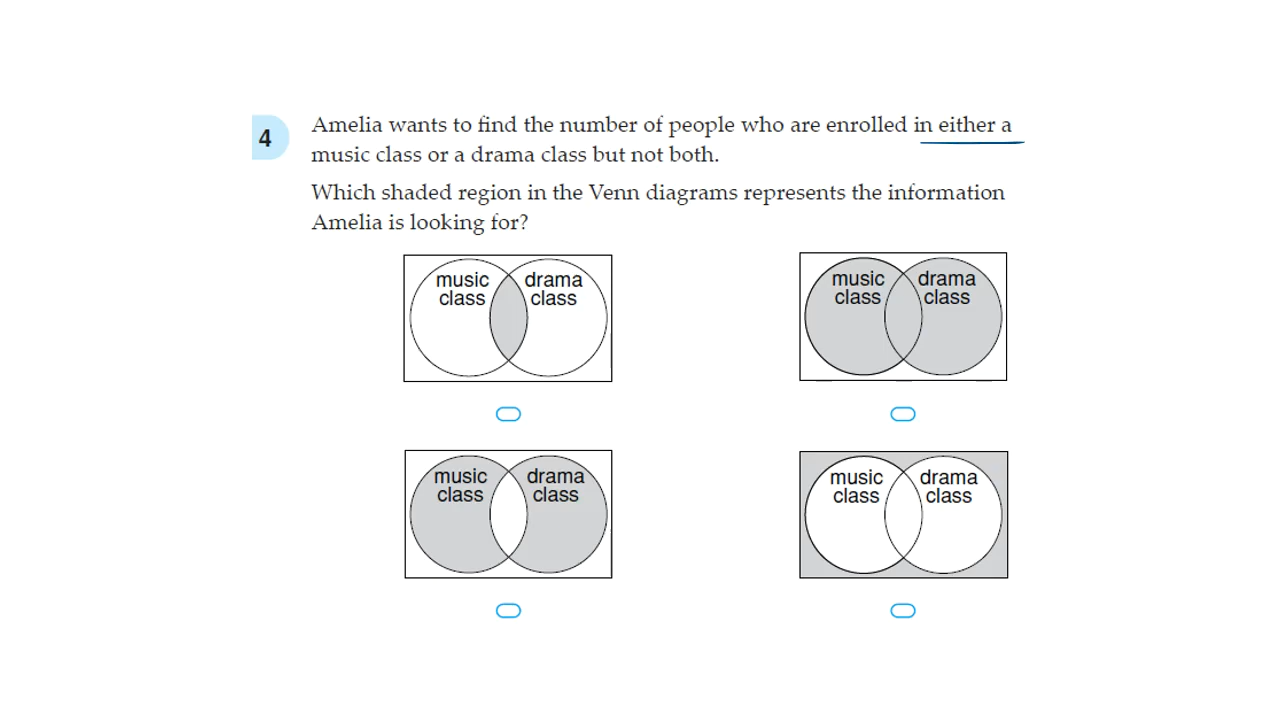 4
Amelia wants to find the number of people who are enrolled in either a
music class or a drama class but not both.
Which shaded region in the Venn diagrams represents the information
Amelia is looking for?
music drama
class class
music drama
class class
music drama
class class
music drama
class class